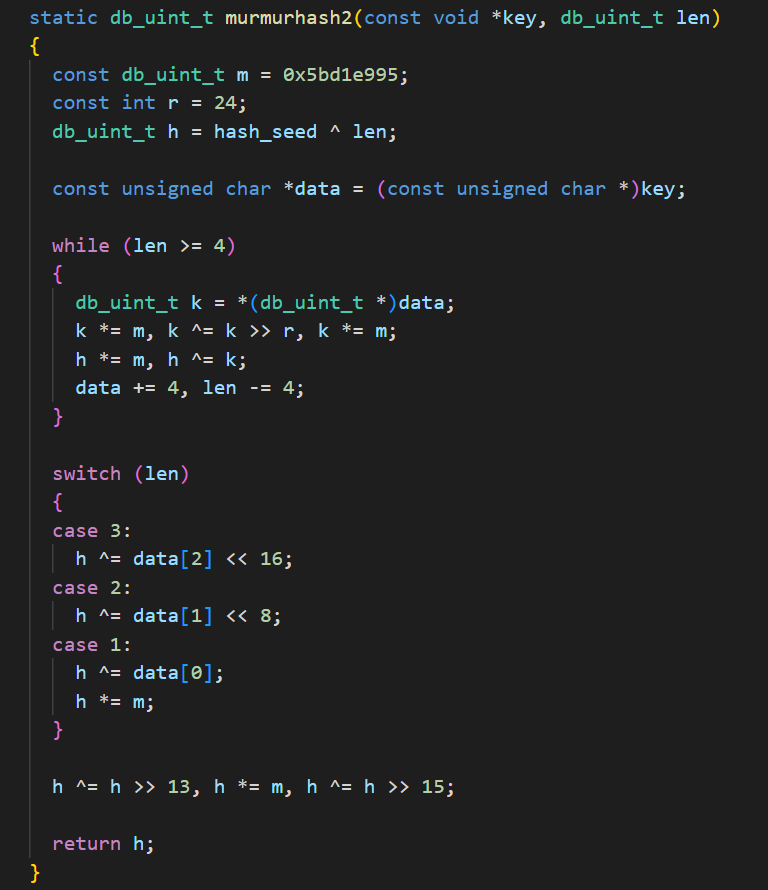 static db_uint_t murmurhash2(const void *key, db_uint_t len)
{
  const db_uint_t m = 0x5bd1e995;
  const int r = 24;
  db_uint_t h = hash_seed ^ len;

  const unsigned char *data = (const unsigned char *)key;

  while (len >= 4)
  {
    db_uint_t k = *(db_uint_t *)data;
    k *= m, k ^= k >> r, k *= m;
    h *= m, h ^= k;
    data += 4, len -= 4;
  }

  switch (len)
  {
  case 3:
    h ^= data[2] << 16;
  case 2:
    h ^= data[1] << 8;
  case 1:
    h ^= data[0];
    h *= m;
  }

  h ^= h >> 13, h *= m, h ^= h >> 15;

  return h;
}